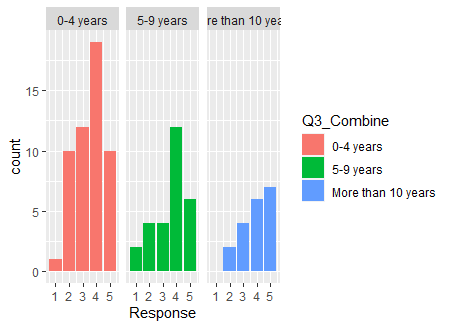 0-4 years 5-9 years re than 10 yea
15
10
5
0
count
1 2 3 4 5 1 2 3 4 5 1 2 3 4 5
Response
Q3_Combine
0-4 years
5-9 years
More than 10 years